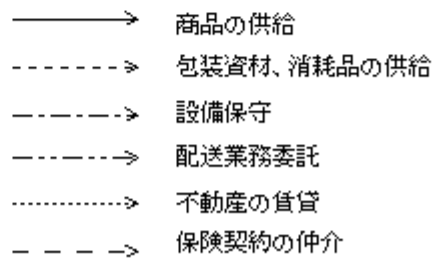 商品の供給
包装資材、消耗品の供給
設備保守
配送業務委託
不動産の賃貸
保険契約の仲介